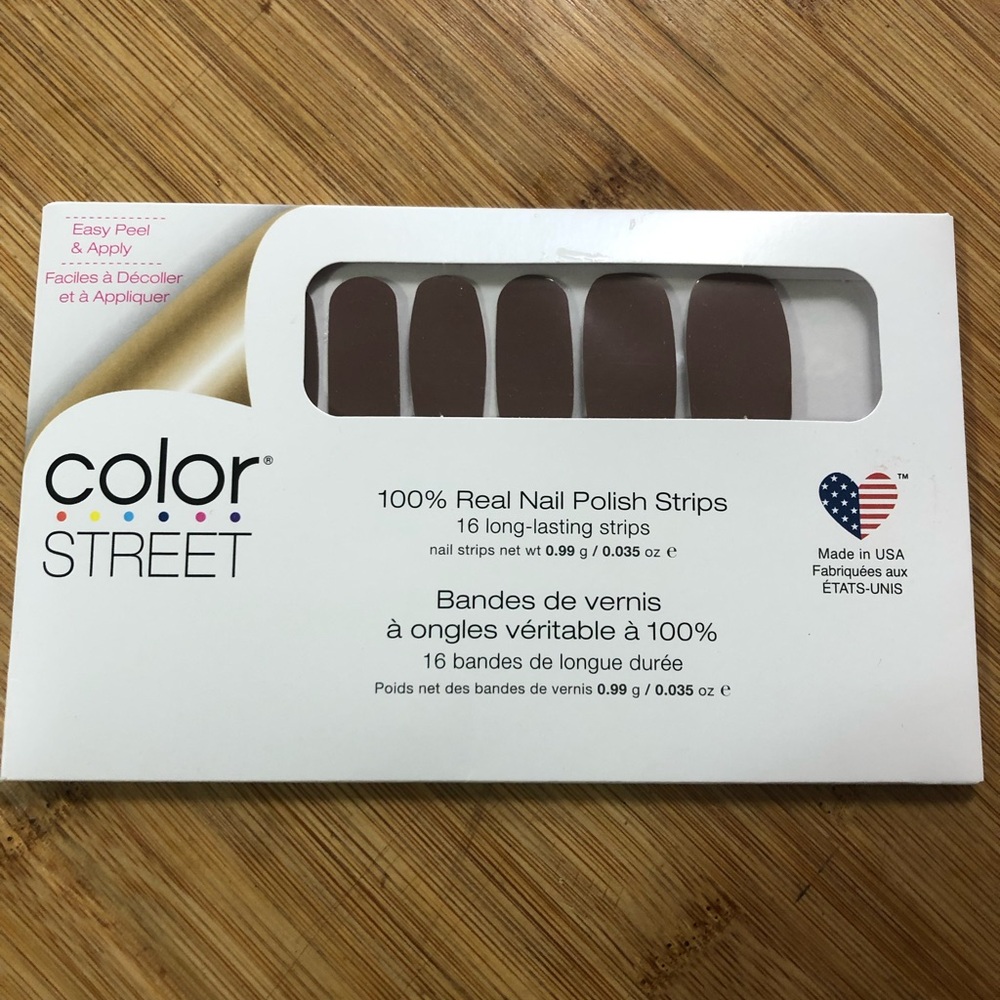 Easy Peel
& Apply
Faciles à Décoller
et à Appliquer
color®
STREET
100% Real Nail Polish Strips
16 long-lasting strips
nail strips net wt 0.99 g / 0.035 oz ℮
Bandes de vernis
à ongles véritable à 100%
16 bandes de longue durée
Poids net des bandes de vernis 0.99 g / 0.035 oz ℮
™
Made in USA
Fabriquées aux
ÉTATS-UNIS